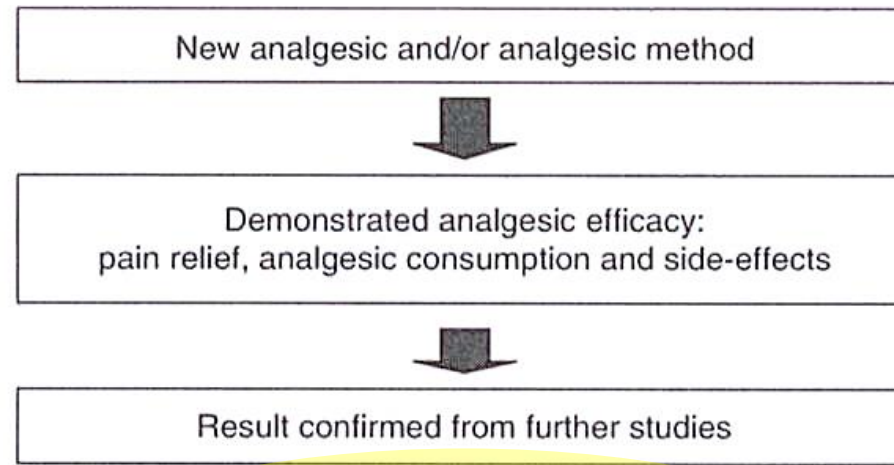 New analgesic and/or analgesic method
Demonstrated analgesic efficacy:
pain relief, analgesic consumption and side-effects
Result confirmed from further studies